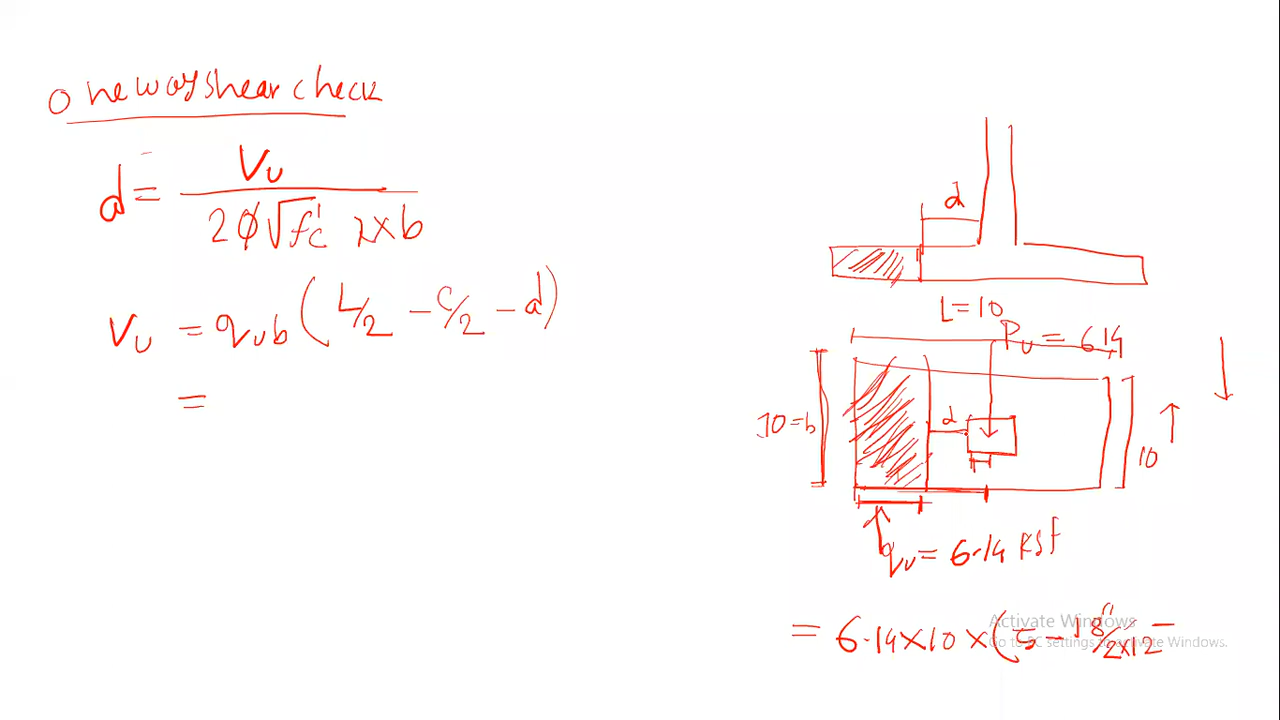 one way shear check
d = Vu / 2φ√f'c λ×b
Vu = qu b (L/2 - c/2 - d)
=
d
L = 10
Pu = 614
10 = b
d
10
qu = 6.14 ksf
= 6.14 × 10 × (5 - 18"/2×12 -
Activate Windows
Go to PC settings to activate Windows.